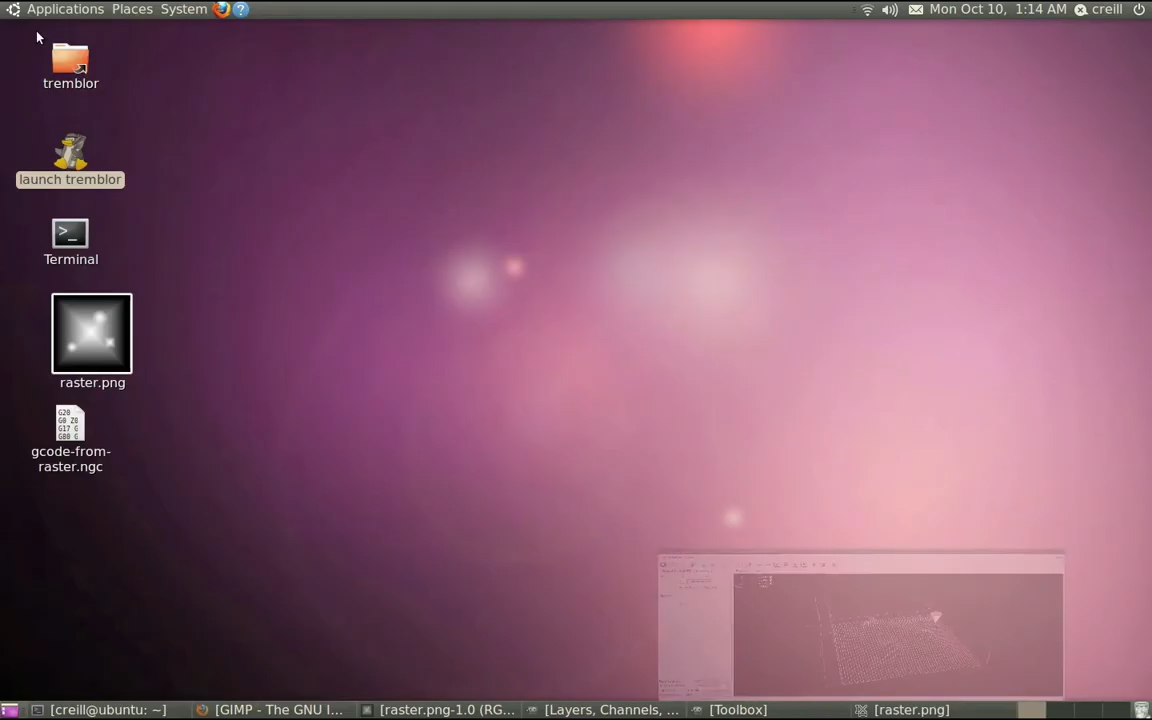 Applications Places System
Mon Oct 10, 1:14 AM creill
tremblor
launch tremblor
Terminal
raster.png
G20
G0 Z0
G17 G
G80 G
gcode-from-
raster.ngc
[creill@ubuntu: ~] [GIMP - The GNU I... [raster.png-1.0 (RG... [Layers, Channels, ... [Toolbox] [raster.png]